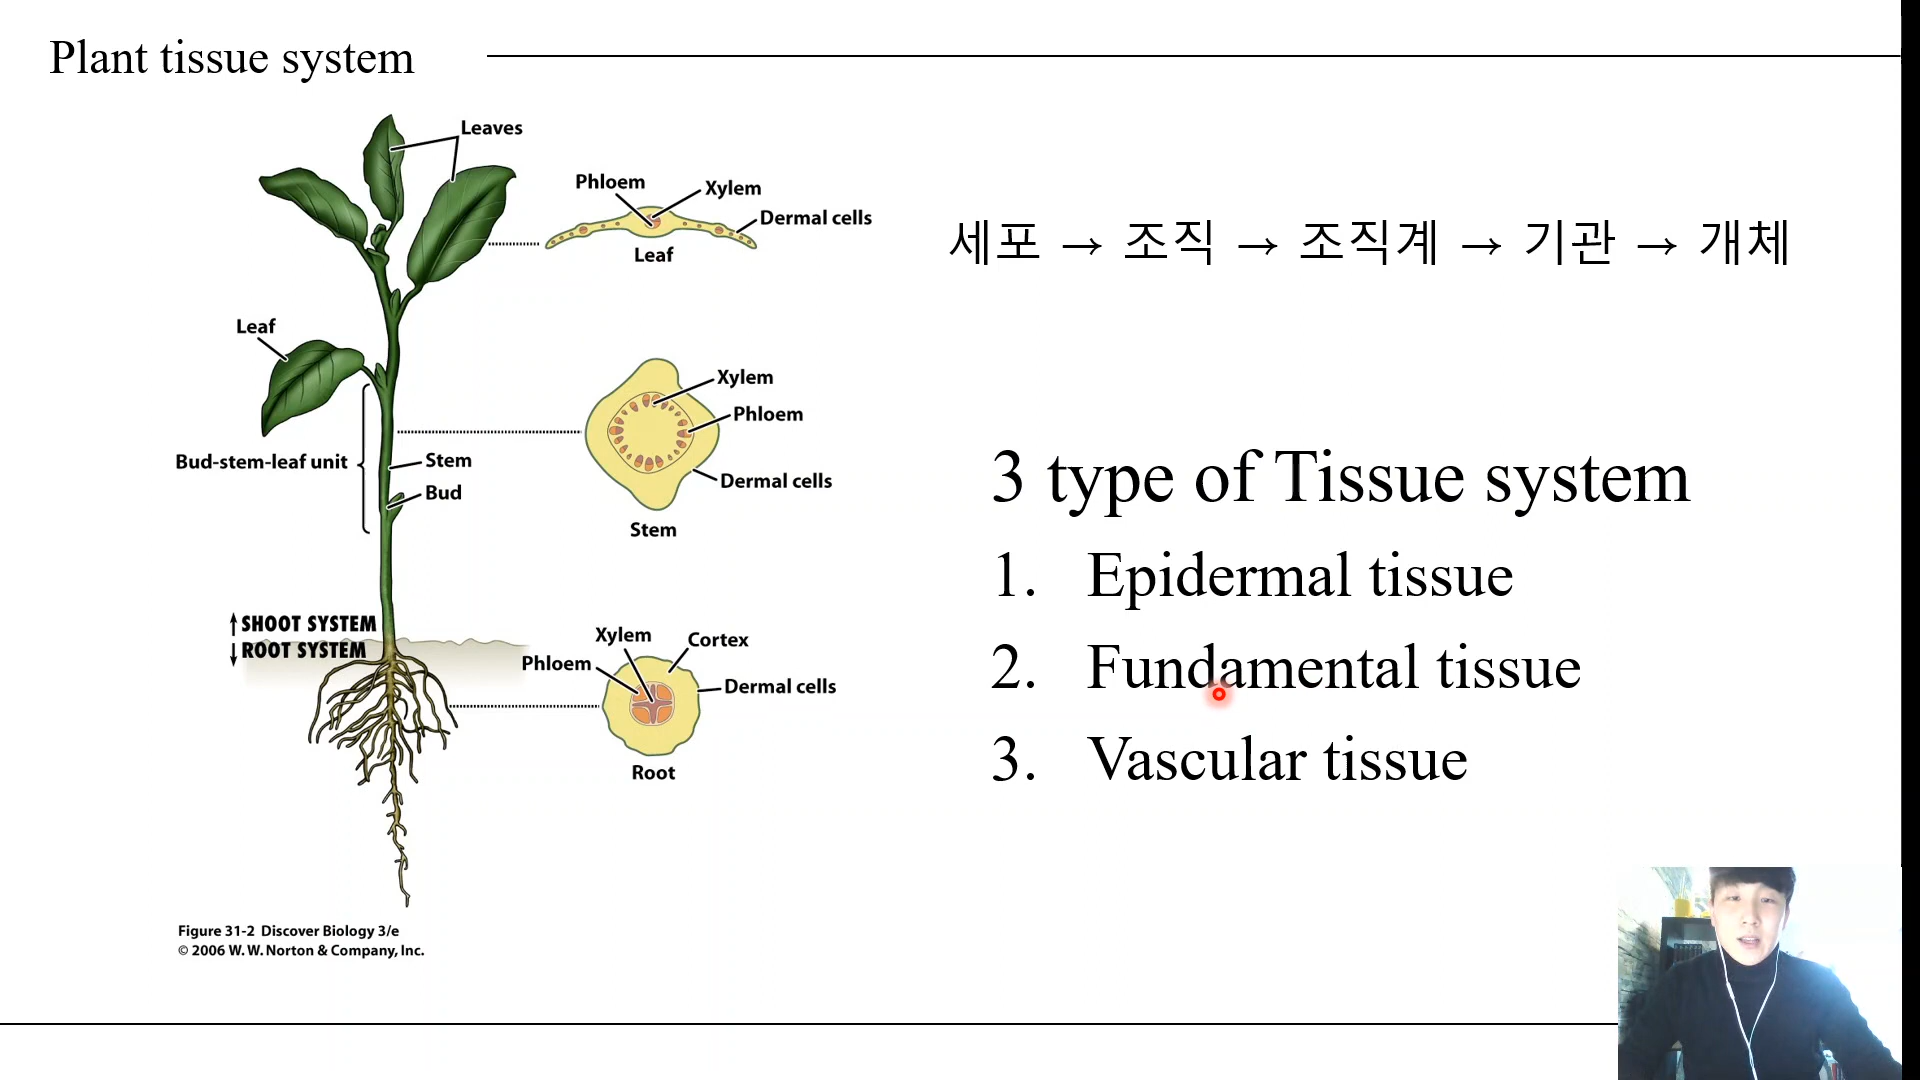 Plant tissue system
Leaves
Phloem
Xylem
Dermal cells
Leaf
세포 → 조직 → 조직계 → 기관 → 개체
Leaf
Xylem
Phloem
Bud-stem-leaf unit
Stem
Bud
Dermal cells
Stem
3 type of Tissue system
1. Epidermal tissue
2. Fundamental tissue
3. Vascular tissue
↑ SHOOT SYSTEM
↓ ROOT SYSTEM
Xylem
Cortex
Phloem
Dermal cells
Root
Figure 31-2 Discover Biology 3/e
© 2006 W. W. Norton & Company, Inc.